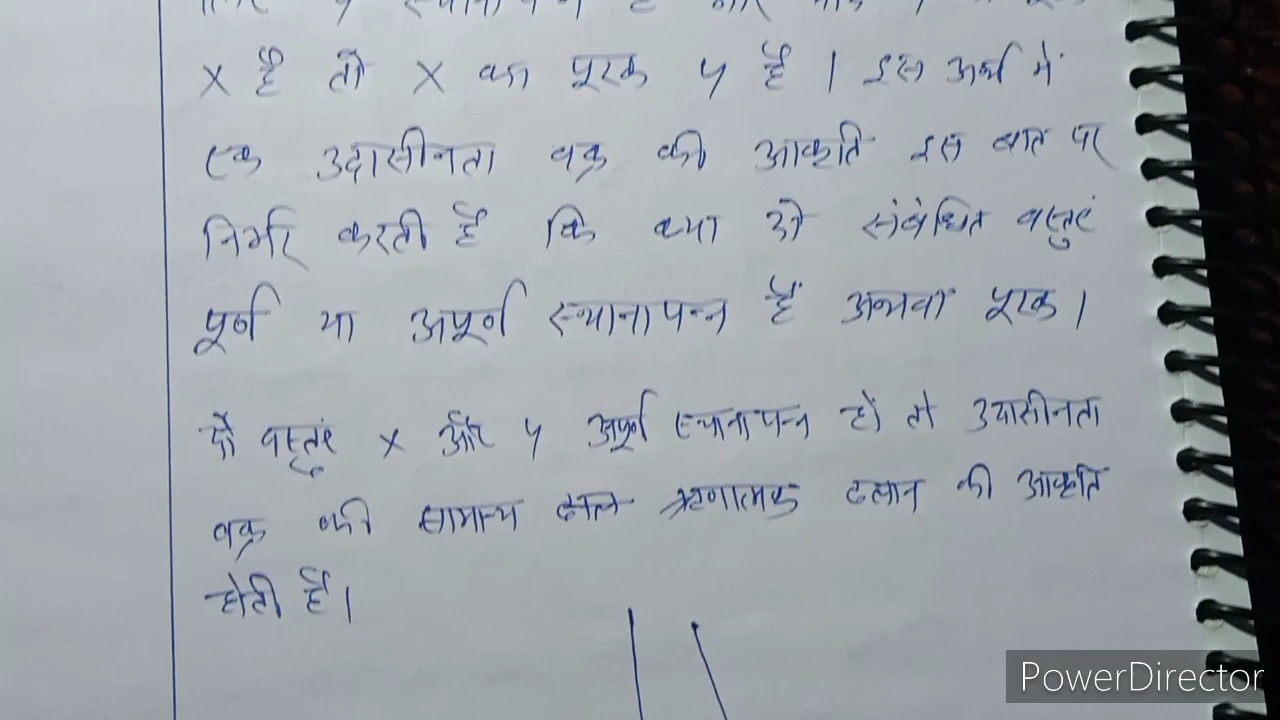 x है तो x का पूरक y है । इस अर्थ में
एक उदासीनता वक्र की आकृति इस बात पर
निर्भर करती है कि क्या दो संबंधित वस्तुएं
पूर्ण या अपूर्ण स्थानापन्न हैं अथवा पूरक ।
दो वस्तुएं x और y अपूर्ण स्थानापन्न हों तो उदासीनता
वक्र की सामान्य ऋणात्मक ढलान की आकृति
होती है ।
PowerDirector